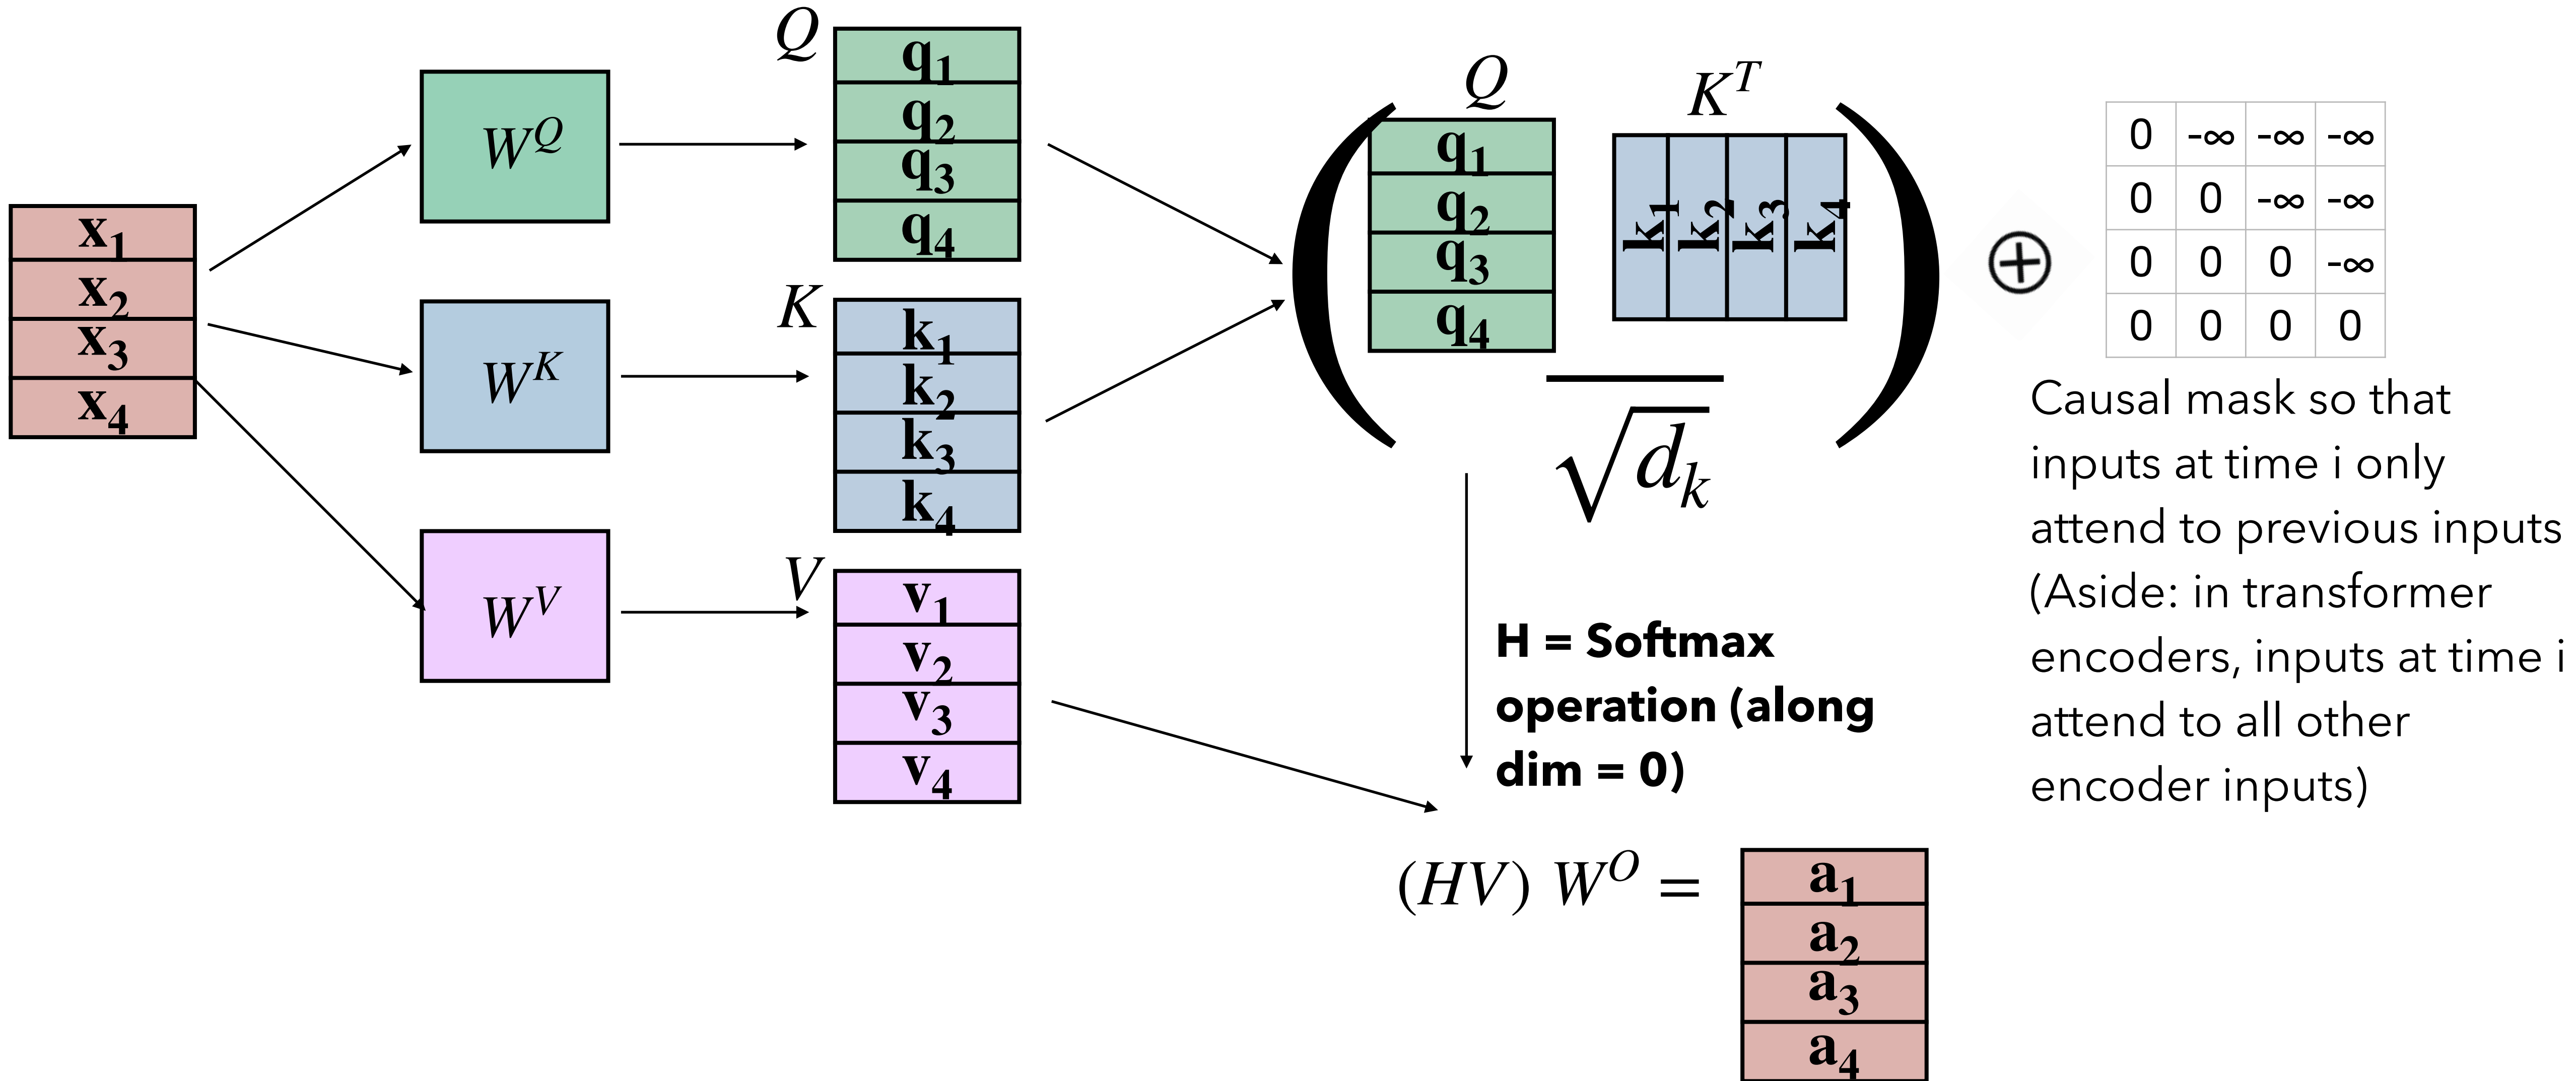 x₁
x₂
x₃
x₄
W^Q
W^K
W^V
Q
q₁
q₂
q₃
q₄
K
k₁
k₂
k₃
k₄
V
v₁
v₂
v₃
v₄
Q
q₁
q₂
q₃
q₄
K^T
k₁ k₂ k₃ k₄
√d_k
⊕
0 -∞ -∞ -∞
0 0 -∞ -∞
0 0 0 -∞
0 0 0 0
Causal mask so that
inputs at time i only
attend to previous inputs
(Aside: in transformer
encoders, inputs at time i
attend to all other
encoder inputs)
H = Softmax
operation (along
dim = 0)
(HV) W^O =
a₁
a₂
a₃
a₄